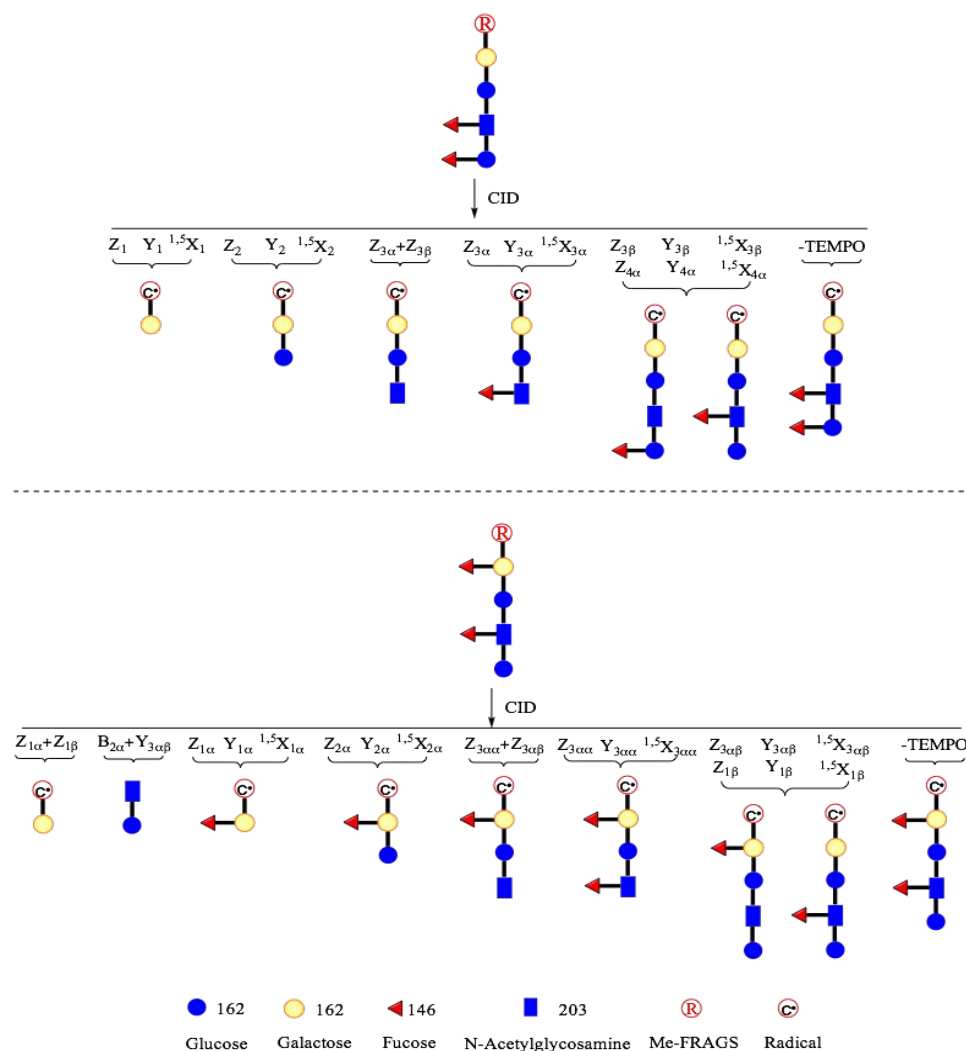 R
CID
Z1 Y1 1,5X1 Z2 Y2 1,5X2 Z3α+Z3β Z3α Y3α 1,5X3α Z3β Y3β 1,5X3β -TEMPO
Z4α Y4α 1,5X4α
C• C• C• C• C• C• C•
R
CID
Z1α+Z1β B2α+Y3αβ Z1α Y1α 1,5X1α Z2α Y2α 1,5X2α Z3αα+Z3αβ Z3αα Y3αα 1,5X3αα Z3αβ Y3αβ 1,5X3αβ -TEMPO
Z1β Y1β 1,5X1β
C• C• C• C• C• C• C• C•
162 162 146 203 R C•
Glucose Galactose Fucose N-Acetylglycosamine Me-FRAGS Radical